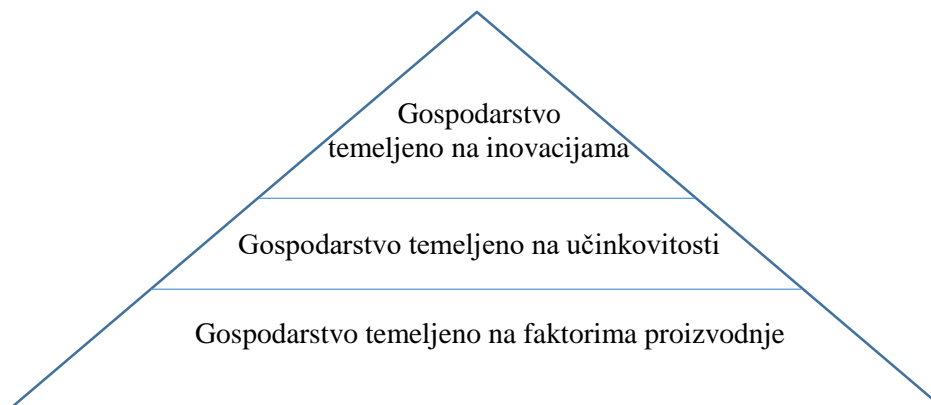 Gospodarstvo
temeljeno na inovacijama
Gospodarstvo temeljeno na učinkovitosti
Gospodarstvo temeljeno na faktorima proizvodnje